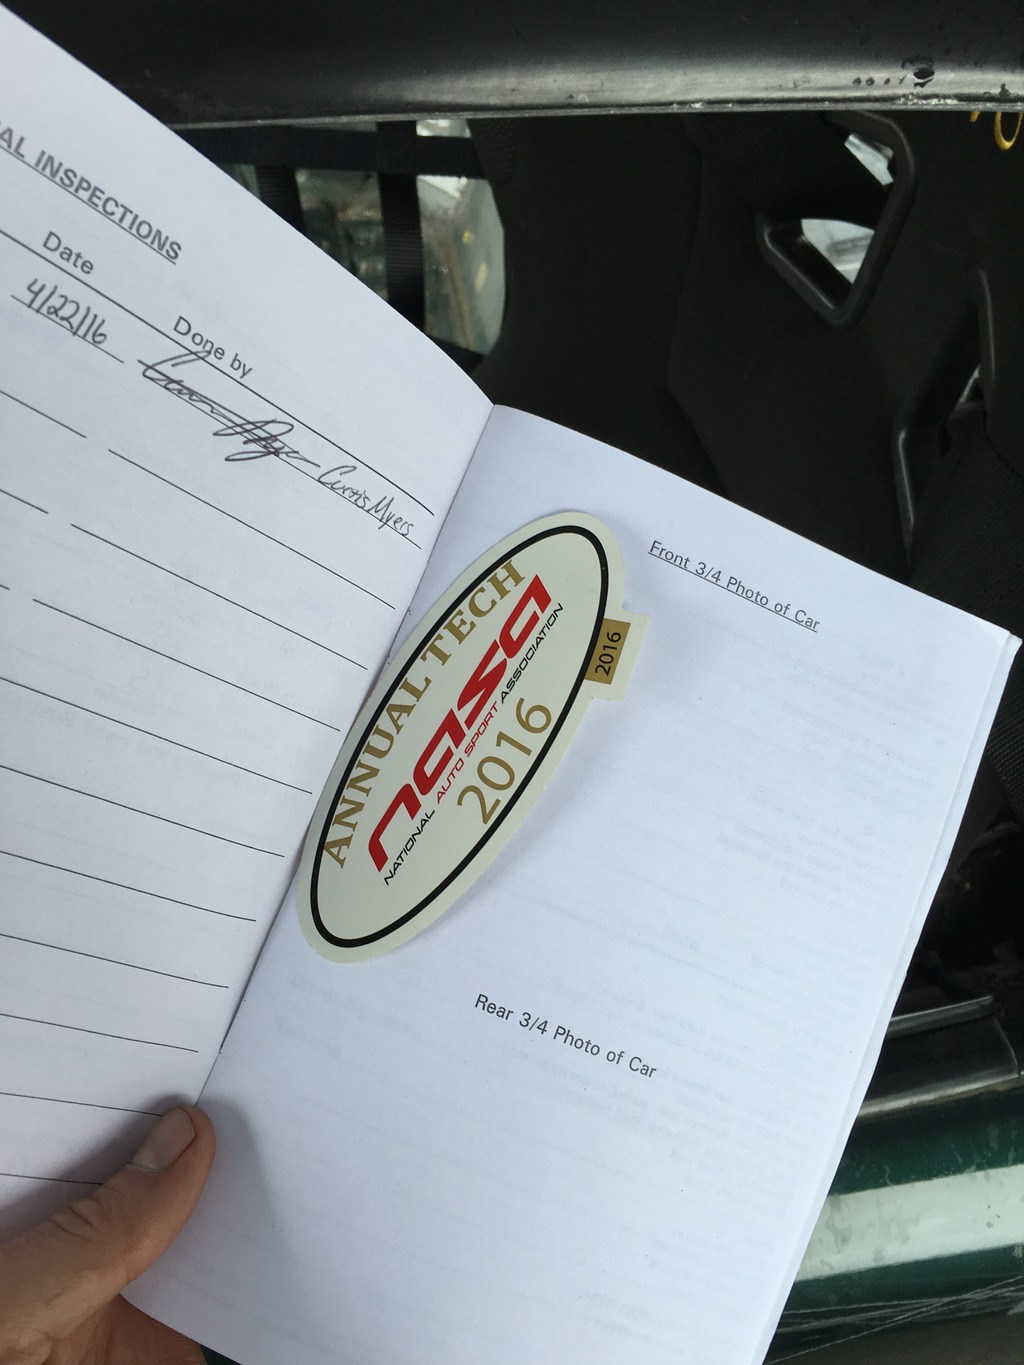 AL INSPECTIONS
Date Done by
4/22/16 Curtis Myers
Front 3/4 Photo of Car
ANNUAL TECH
nasa
NATIONAL AUTO SPORT ASSOCIATION
2016
2016
Rear 3/4 Photo of Car